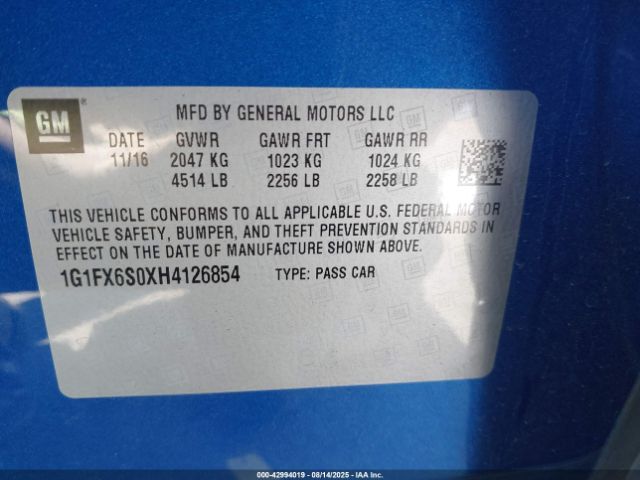 GM ®
MFD BY GENERAL MOTORS LLC
DATE GVWR GAWR FRT GAWR RR
11/16 2047 KG 1023 KG 1024 KG
4514 LB 2256 LB 2258 LB
THIS VEHICLE CONFORMS TO ALL APPLICABLE U.S. FEDERAL MOTOR
VEHICLE SAFETY, BUMPER, AND THEFT PREVENTION STANDARDS IN
EFFECT ON THE DATE OF MANUFACTURE SHOWN ABOVE.
1G1FX6S0XH4126854 TYPE: PASS CAR
000-42994019 - 08/14/2025 - IAAI.com